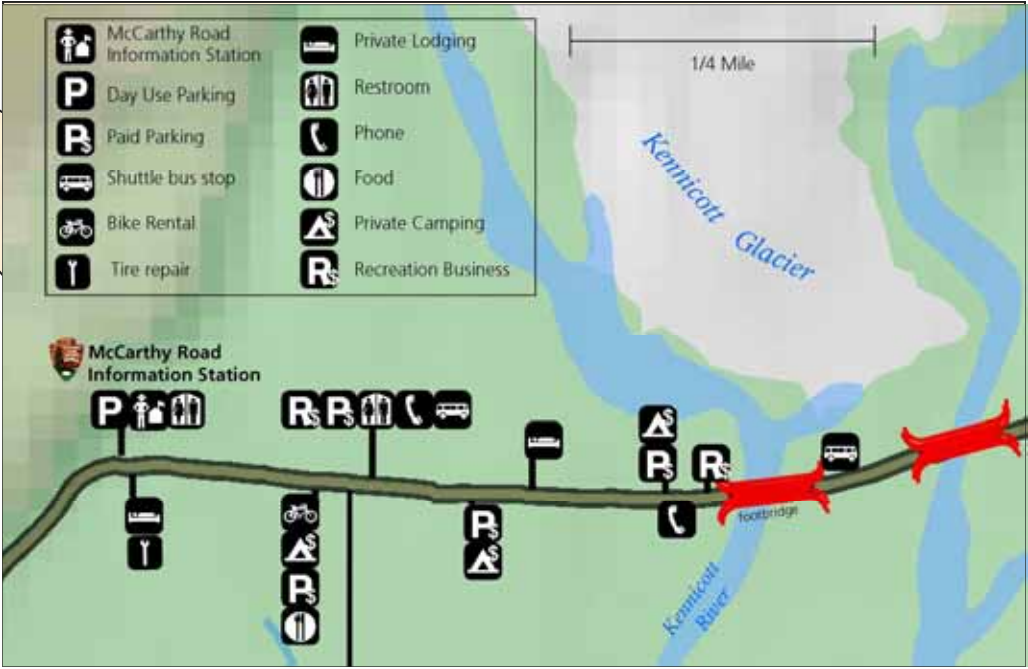 McCarthy Road
Information Station
Day Use Parking
Paid Parking
Shuttle bus stop
Bike Rental
Tire repair
Private Lodging
Restroom
Phone
Food
Private Camping
Recreation Business
P
P$
$
R$
1/4 Mile
Kennicott
Glacier
McCarthy Road
Information Station
P
R$ P$
$
P$
R$
$
P$
P$
$
footbridge
Kennicott
River